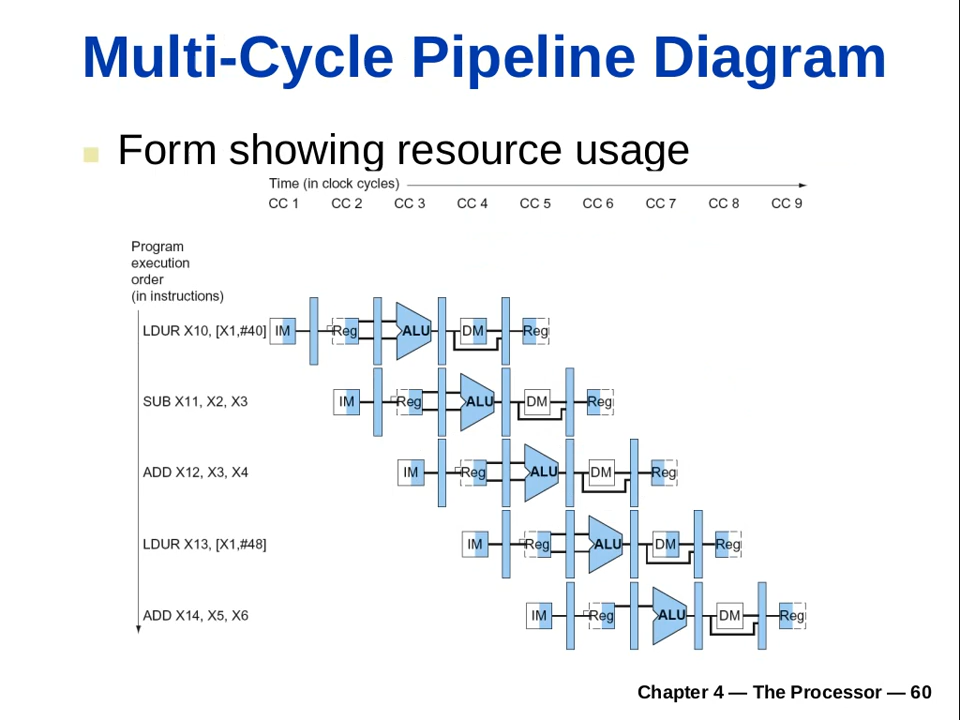 Multi-Cycle Pipeline Diagram
Form showing resource usage
Time (in clock cycles)
CC 1 CC 2 CC 3 CC 4 CC 5 CC 6 CC 7 CC 8 CC 9
Program
execution
order
(in instructions)
LDUR X10, [X1,#40] IM Reg ALU DM Reg
SUB X11, X2, X3 IM Reg ALU DM Reg
ADD X12, X3, X4 IM Reg ALU DM Reg
LDUR X13, [X1,#48] IM Reg ALU DM Reg
ADD X14, X5, X6 IM Reg ALU DM Reg
Chapter 4 — The Processor — 60